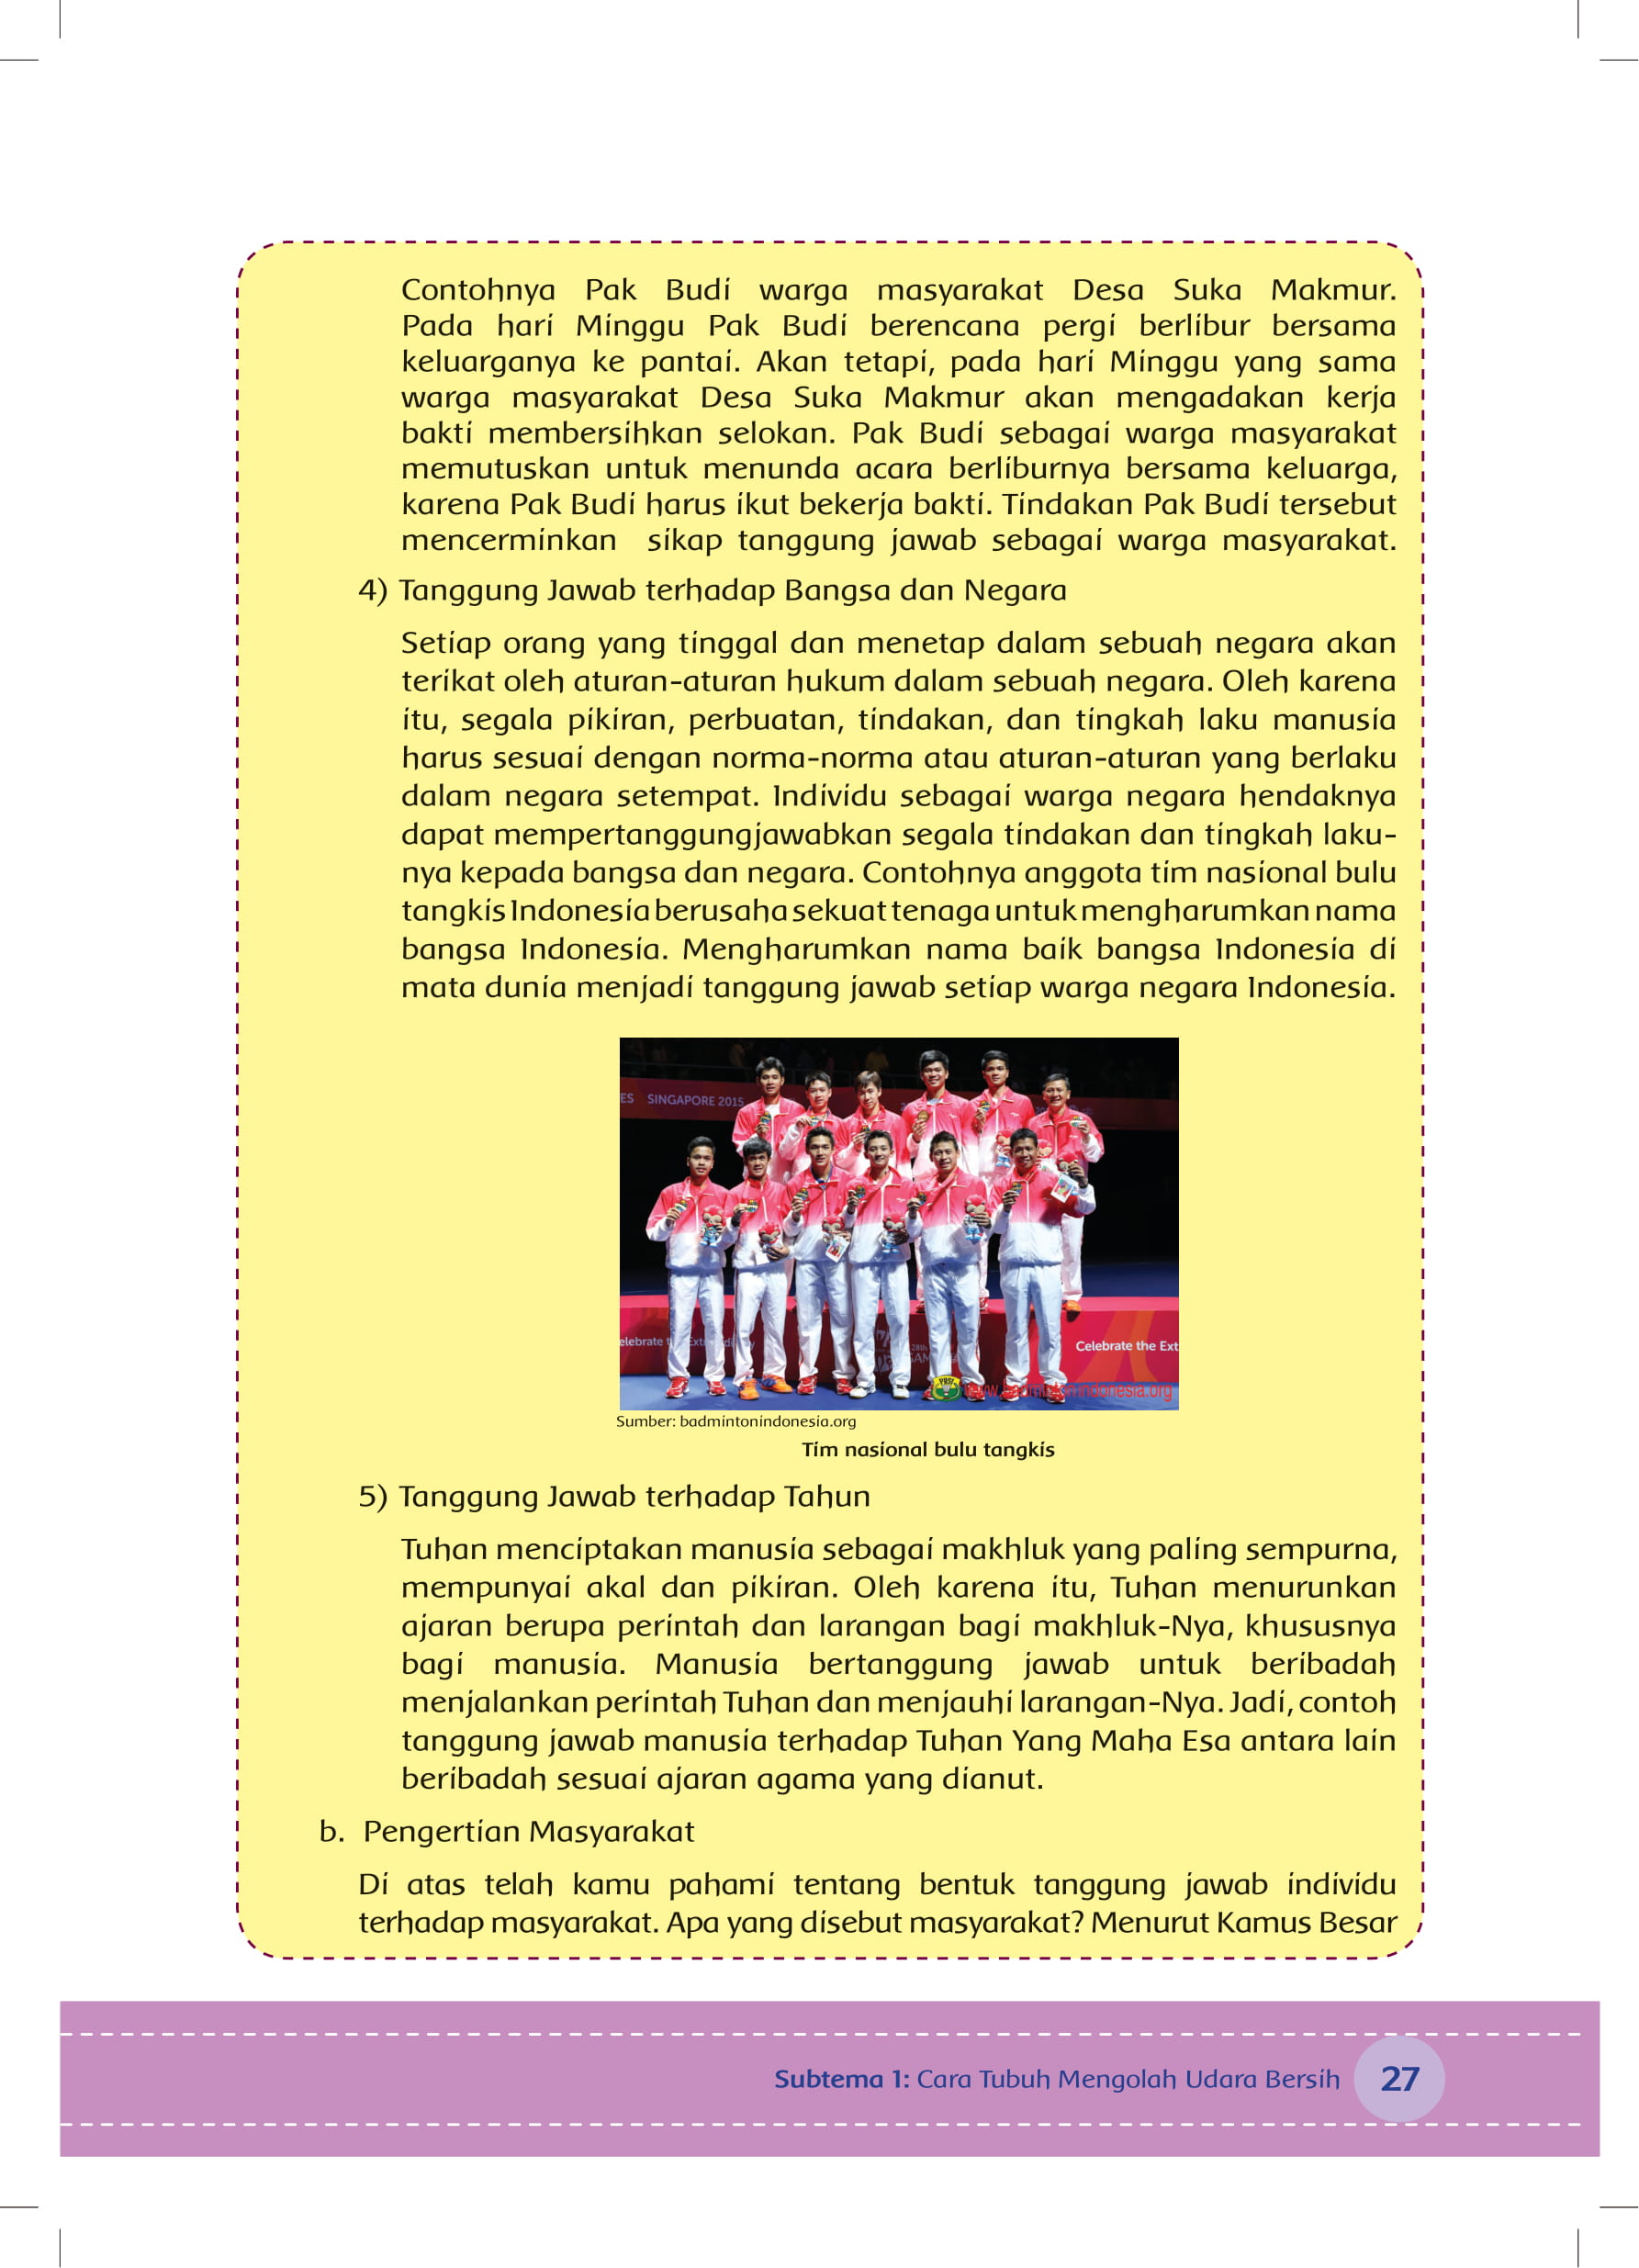 Contohnya Pak Budi warga masyarakat Desa Suka Makmur.
Pada hari Minggu Pak Budi berencana pergi berlibur bersama
keluarganya ke pantai. Akan tetapi, pada hari Minggu yang sama
warga masyarakat Desa Suka Makmur akan mengadakan kerja
bakti membersihkan selokan. Pak Budi sebagai warga masyarakat
memutuskan untuk menunda acara berliburnya bersama keluarga,
karena Pak Budi harus ikut bekerja bakti. Tindakan Pak Budi tersebut
mencerminkan sikap tanggung jawab sebagai warga masyarakat.
4) Tanggung Jawab terhadap Bangsa dan Negara
Setiap orang yang tinggal dan menetap dalam sebuah negara akan
terikat oleh aturan-aturan hukum dalam sebuah negara. Oleh karena
itu, segala pikiran, perbuatan, tindakan, dan tingkah laku manusia
harus sesuai dengan norma-norma atau aturan-aturan yang berlaku
dalam negara setempat. Individu sebagai warga negara hendaknya
dapat mempertanggungjawabkan segala tindakan dan tingkah laku-
nya kepada bangsa dan negara. Contohnya anggota tim nasional bulu
tangkis Indonesia berusaha sekuat tenaga untuk mengharumkan nama
bangsa Indonesia. Mengharumkan nama baik bangsa Indonesia di
mata dunia menjadi tanggung jawab setiap warga negara Indonesia.
ES SINGAPORE 2015
elebrate
Celebrate the Ext
www.badmintonindonesia.org
Sumber: badmintonindonesia.org
Tim nasional bulu tangkis
5) Tanggung Jawab terhadap Tahun
Tuhan menciptakan manusia sebagai makhluk yang paling sempurna,
mempunyai akal dan pikiran. Oleh karena itu, Tuhan menurunkan
ajaran berupa perintah dan larangan bagi makhluk-Nya, khususnya
bagi manusia. Manusia bertanggung jawab untuk beribadah
menjalankan perintah Tuhan dan menjauhi larangan-Nya. Jadi, contoh
tanggung jawab manusia terhadap Tuhan Yang Maha Esa antara lain
beribadah sesuai ajaran agama yang dianut.
b. Pengertian Masyarakat
Di atas telah kamu pahami tentang bentuk tanggung jawab individu
terhadap masyarakat. Apa yang disebut masyarakat? Menurut Kamus Besar
Subtema 1: Cara Tubuh Mengolah Udara Bersih 27